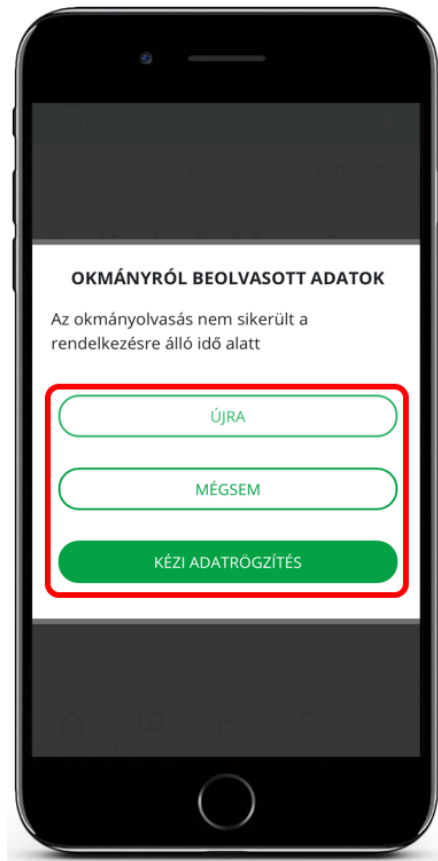 OKMÁNYRÓL BEOLVASOTT ADATOK
Az okmányolvasás nem sikerült a
rendelkezésre álló idő alatt
ÚJRA
MÉGSEM
KÉZI ADATRÖGZÍTÉS